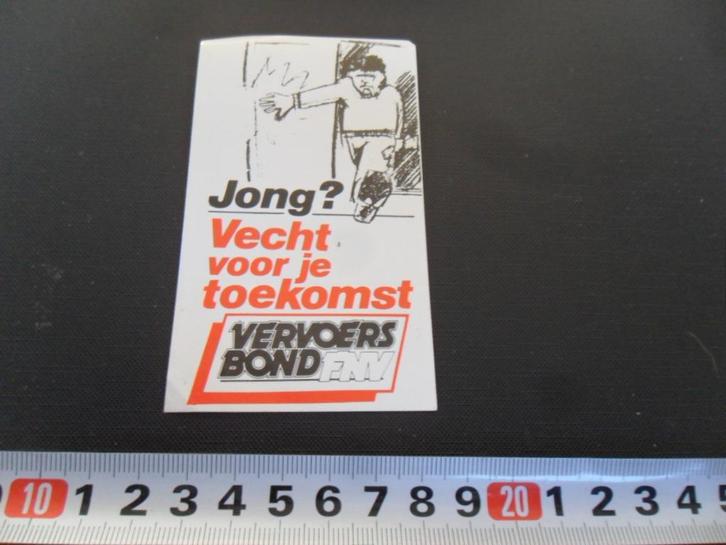 Jong?
Vecht
voor je
toekomst
VERVOERS
BOND FNV
10 1 2 3 4 5 6 7 8 9 20 1 2 3 4 5